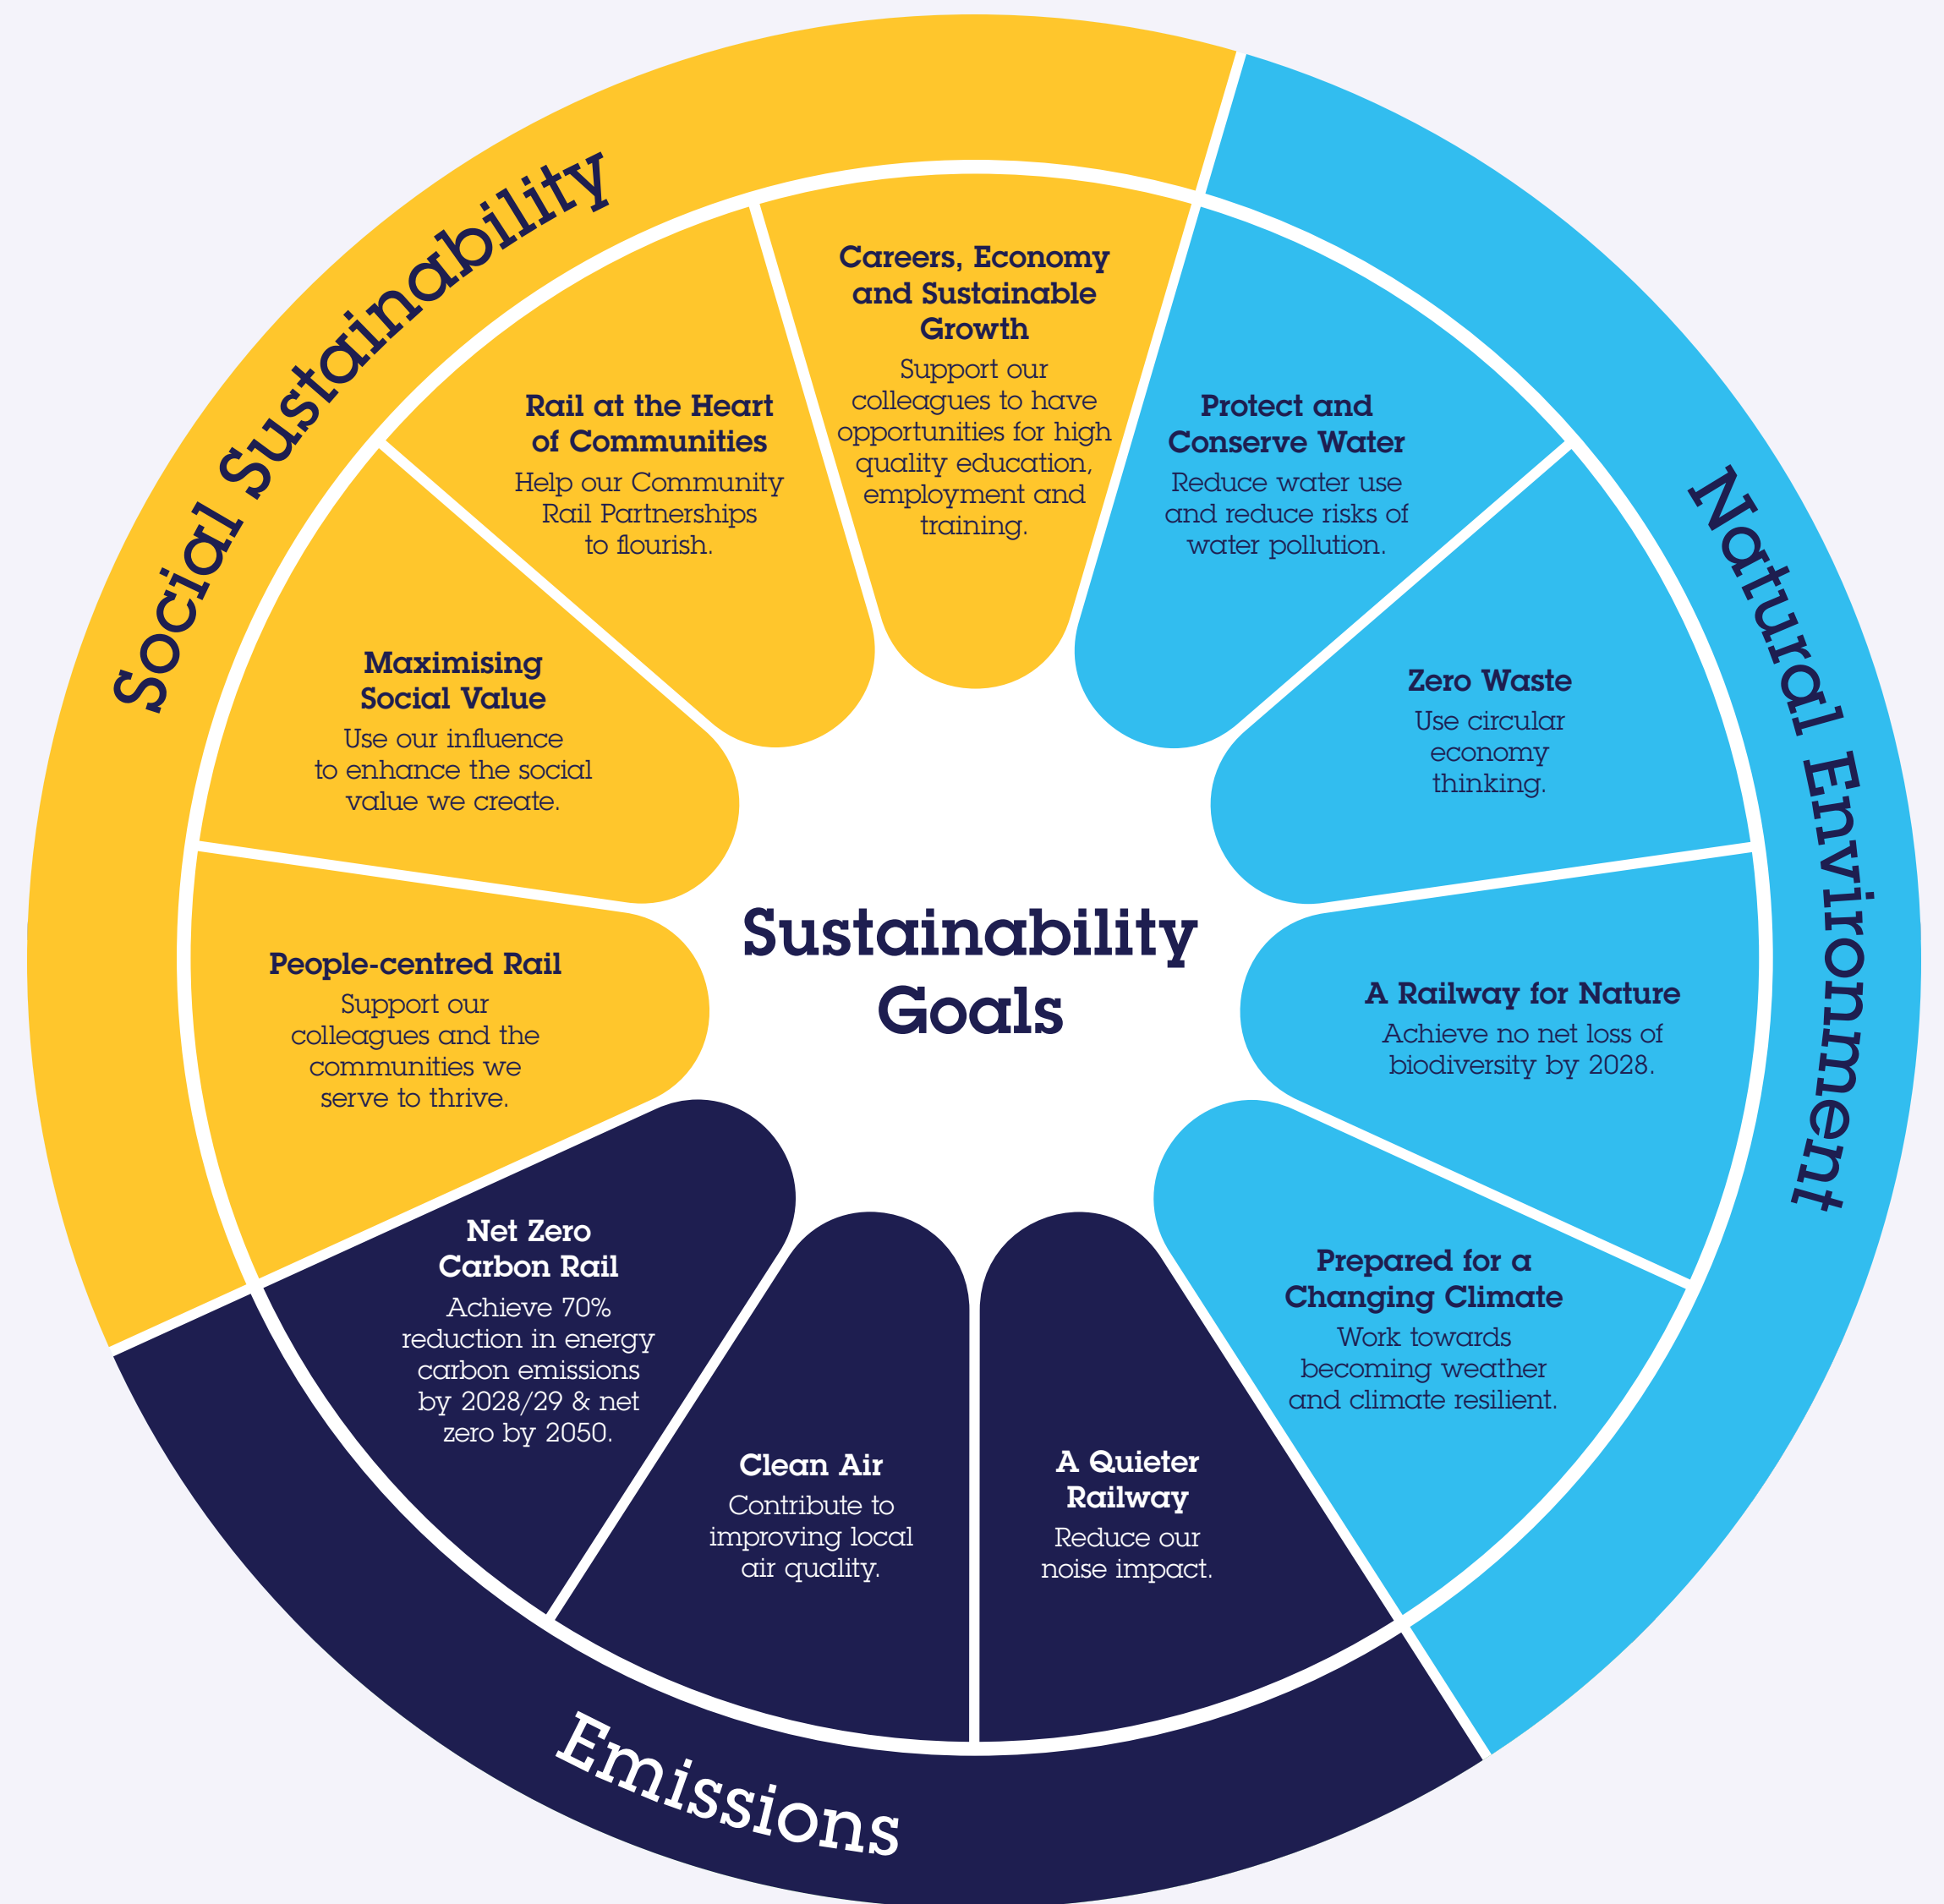 Sustainability
Goals
Social Sustainability
People-centred Rail
Support our
colleagues and the
communities we
serve to thrive.
Maximising
Social Value
Use our influence
to enhance the social
value we create.
Rail at the Heart
of Communities
Help our Community
Rail Partnerships
to flourish.
Careers, Economy
and Sustainable
Growth
Support our
colleagues to have
opportunities for high
quality education,
employment and
training.
Natural Environment
Protect and
Conserve Water
Reduce water use
and reduce risks of
water pollution.
Zero Waste
Use circular
economy
thinking.
A Railway for Nature
Achieve no net loss of
biodiversity by 2028.
Prepared for a
Changing Climate
Work towards
becoming weather
and climate resilient.
Emissions
A Quieter
Railway
Reduce our
noise impact.
Clean Air
Contribute to
improving local
air quality.
Net Zero
Carbon Rail
Achieve 70%
reduction in energy
carbon emissions
by 2028/29 & net
zero by 2050.